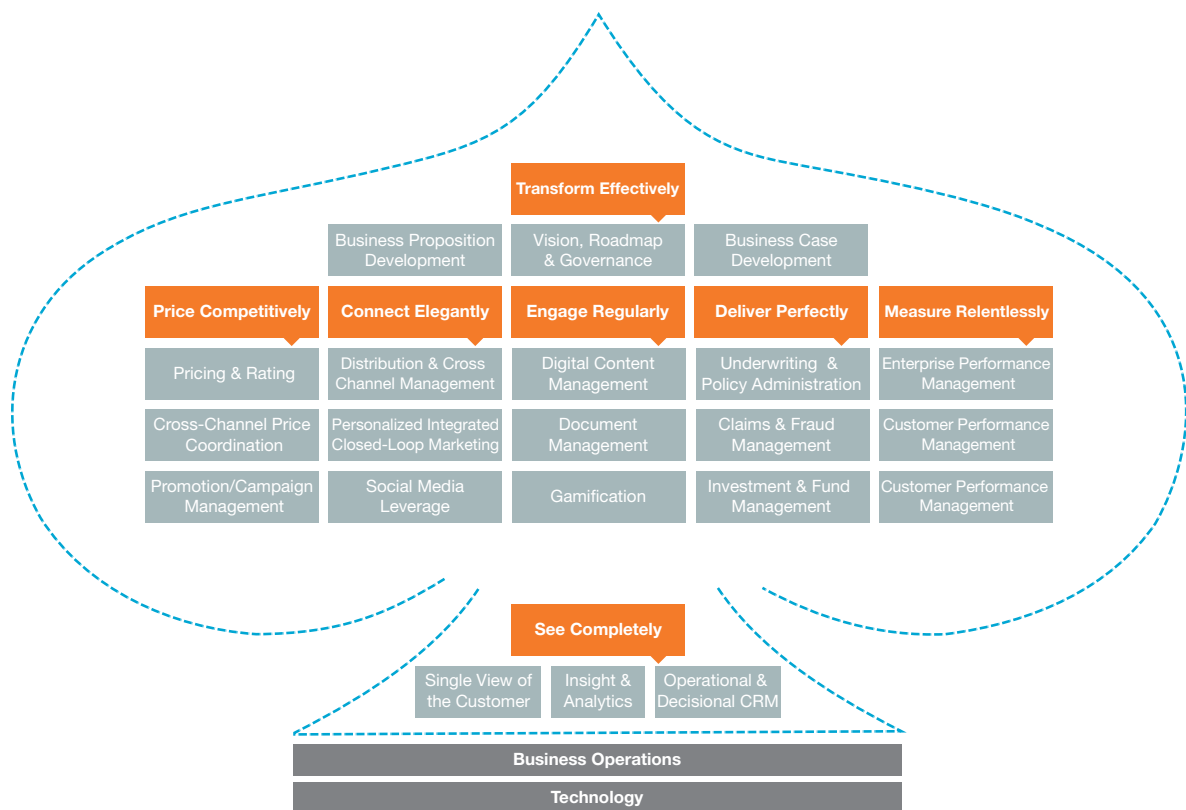 Transform Effectively
Business Proposition
Development
Vision, Roadmap
& Governance
Business Case
Development
Price Competitively
Connect Elegantly
Engage Regularly
Deliver Perfectly
Measure Relentlessly
Pricing & Rating
Distribution & Cross
Channel Management
Digital Content
Management
Underwriting &
Policy Administration
Enterprise Performance
Management
Cross-Channel Price
Coordination
Personalized Integrated
Closed-Loop Marketing
Document
Management
Claims & Fraud
Management
Customer Performance
Management
Promotion/Campaign
Management
Social Media
Leverage
Gamification
Investment & Fund
Management
Customer Performance
Management
See Completely
Single View of
the Customer
Insight &
Analytics
Operational &
Decisional CRM
Business Operations
Technology